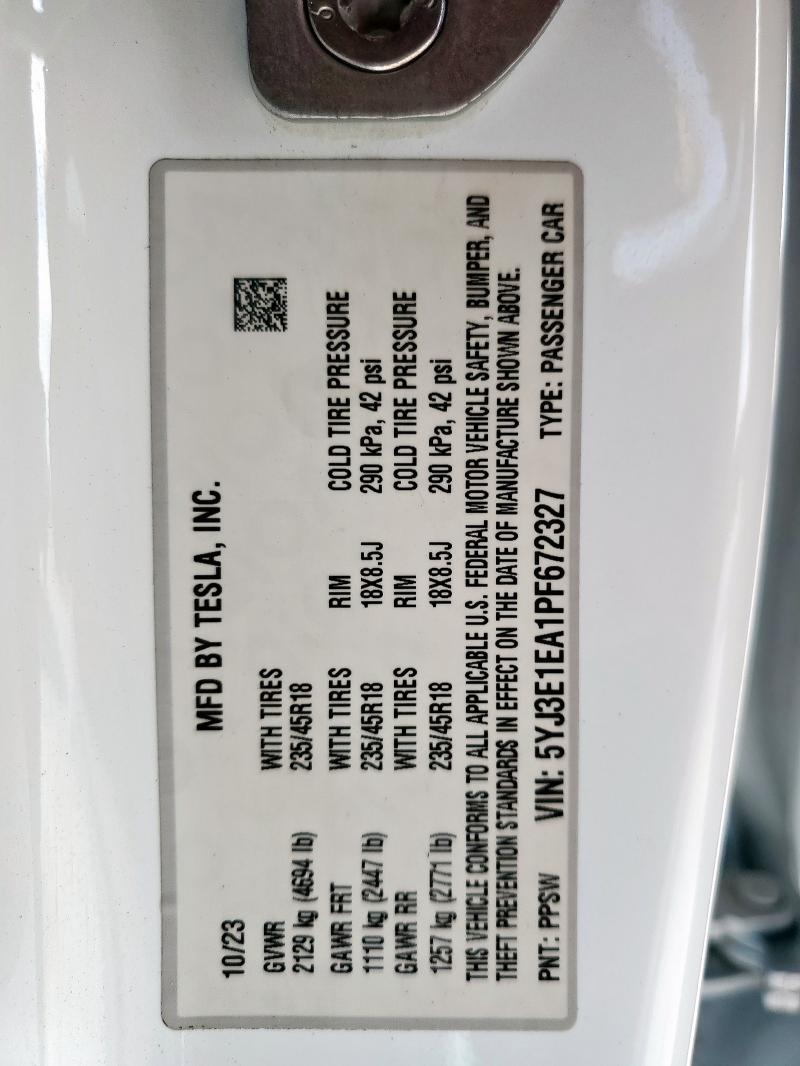 MFD BY TESLA, INC.
10/23
GVWR WITH TIRES
2129 kg (4694 lb) 235/45R18
GAWR FRT WITH TIRES RIM COLD TIRE PRESSURE
1110 kg (2447 lb) 235/45R18 18X8.5J 290 kPa, 42 psi
GAWR RR WITH TIRES RIM COLD TIRE PRESSURE
1257 kg (2771 lb) 235/45R18 18X8.5J 290 kPa, 42 psi
THIS VEHICLE CONFORMS TO ALL APPLICABLE U.S. FEDERAL MOTOR VEHICLE SAFETY, BUMPER, AND
THEFT PREVENTION STANDARDS IN EFFECT ON THE DATE OF MANUFACTURE SHOWN ABOVE.
PNT: PPSW VIN: 5YJ3E1EA1PF672327 TYPE: PASSENGER CAR